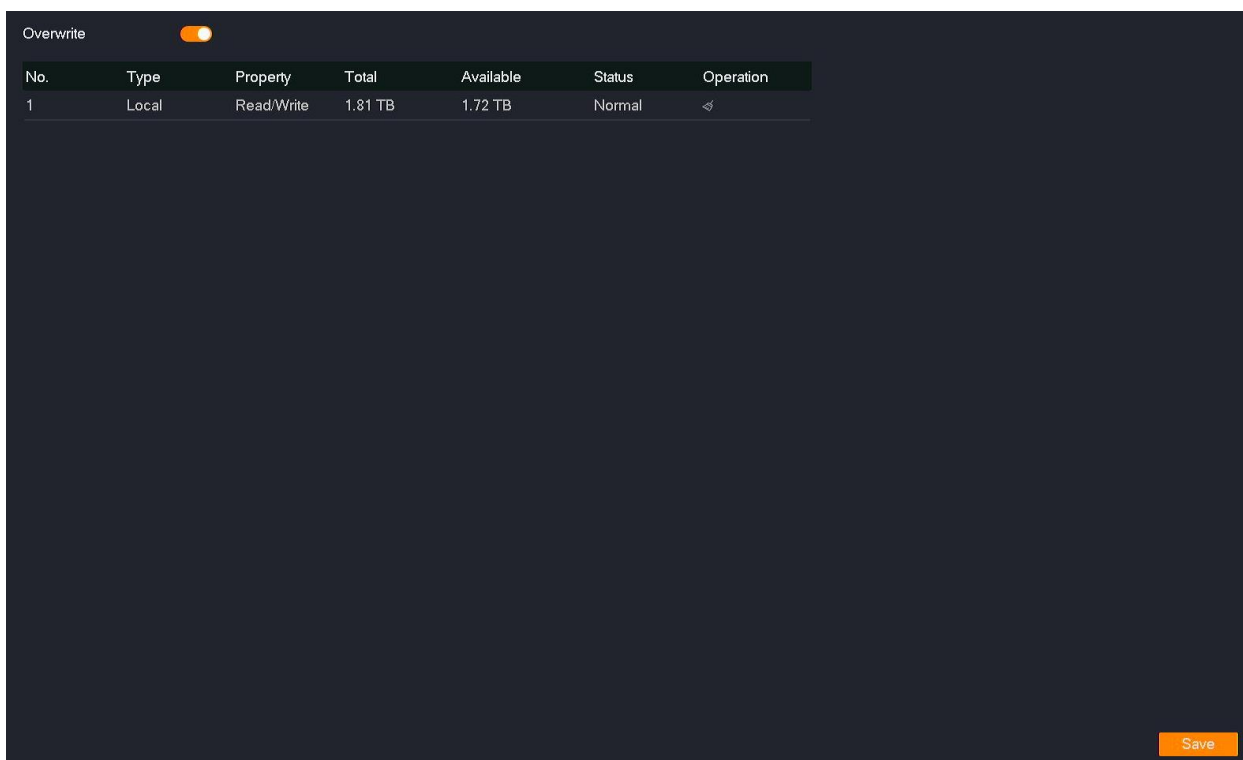 Overwrite
No. Type Property Total Available Status Operation
1 Local Read/Write 1.81 TB 1.72 TB Normal
Save